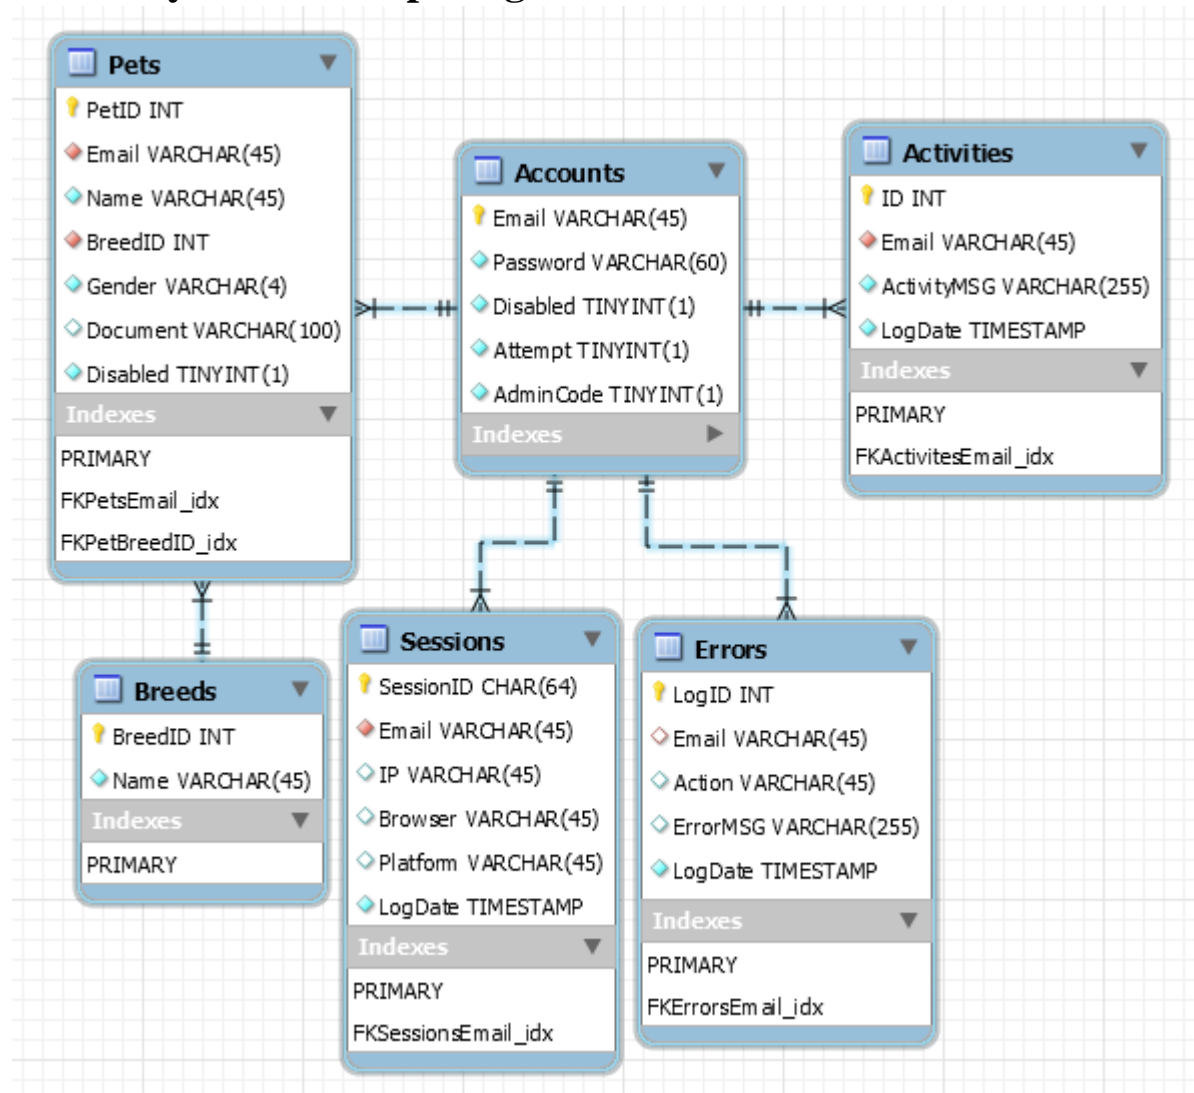 Pets
PetID INT
Email VARCHAR(45)
Name VARCHAR(45)
BreedID INT
Gender VARCHAR(4)
Document VARCHAR(100)
Disabled TINYINT(1)
Indexes
PRIMARY
FKPetsEmail_idx
FKPetBreedID_idx
Accounts
Email VARCHAR(45)
Password VARCHAR(60)
Disabled TINYINT(1)
Attempt TINYINT(1)
AdminCode TINYINT(1)
Indexes
Activities
ID INT
Email VARCHAR(45)
ActivityMSG VARCHAR(255)
LogDate TIMESTAMP
Indexes
PRIMARY
FKActivitesEmail_idx
Breeds
BreedID INT
Name VARCHAR(45)
Indexes
PRIMARY
Sessions
SessionID CHAR(64)
Email VARCHAR(45)
IP VARCHAR(45)
Browser VARCHAR(45)
Platform VARCHAR(45)
LogDate TIMESTAMP
Indexes
PRIMARY
FKSessionsEmail_idx
Errors
LogID INT
Email VARCHAR(45)
Action VARCHAR(45)
ErrorMSG VARCHAR(255)
LogDate TIMESTAMP
Indexes
PRIMARY
FKErrorsEmail_idx